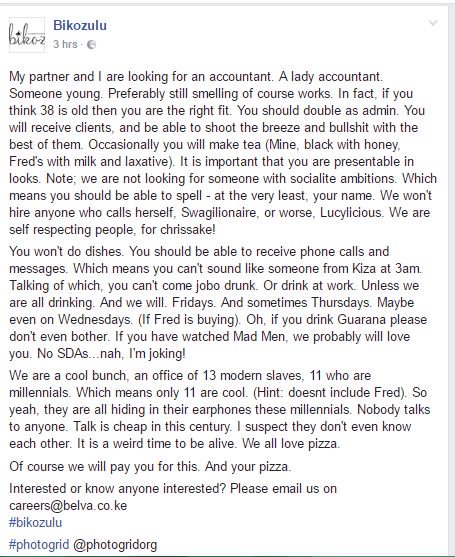 bikoz
Bikozulu
3 hrs ·
My partner and I are looking for an accountant. A lady accountant.
Someone young. Preferably still smelling of course works. In fact, if you
think 38 is old then you are the right fit. You should double as admin. You
will receive clients, and be able to shoot the breeze and bullshit with the
best of them. Occasionally you will make tea (Mine, black with honey,
Fred's with milk and laxative). It is important that you are presentable in
looks. Note; we are not looking for someone with socialite ambitions. Which
means you should be able to spell - at the very least, your name. We won't
hire anyone who calls herself, Swagilionaire, or worse, Lucylicious. We are
self respecting people, for chrissake!
You won't do dishes. You should be able to receive phone calls and
messages. Which means you can't sound like someone from Kiza at 3am.
Talking of which, you can't come jobo drunk. Or drink at work. Unless we
are all drinking. And we will. Fridays. And sometimes Thursdays. Maybe
even on Wednesdays. (If Fred is buying). Oh, if you drink Guarana please
don't even bother. If you have watched Mad Men, we probably will love
you. No SDAs...nah, I'm joking!
We are a cool bunch, an office of 13 modern slaves, 11 who are
millennials. Which means only 11 are cool. (Hint: doesnt include Fred). So
yeah, they are all hiding in their earphones these millennials. Nobody talks
to anyone. Talk is cheap in this century. I suspect they don't even know
each other. It is a weird time to be alive. We all love pizza.
Of course we will pay you for this. And your pizza.
Interested or know anyone interested? Please email us on
careers@belva.co.ke
#bikozulu
#photogrid @photogridorg